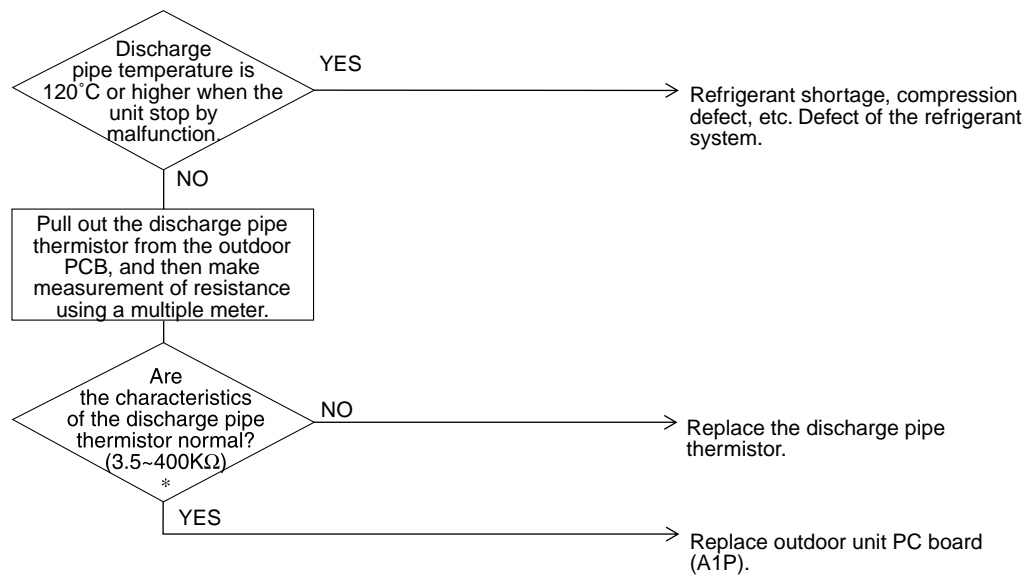 Discharge
pipe temperature is
120˚C or higher when the
unit stop by
malfunction.
YES
Refrigerant shortage, compression
defect, etc. Defect of the refrigerant
system.
NO
Pull out the discharge pipe
thermistor from the outdoor
PCB, and then make
measurement of resistance
using a multiple meter.
Are
the characteristics
of the discharge pipe
thermistor normal?
(3.5~400KΩ)
*
NO
Replace the discharge pipe
thermistor.
YES
Replace outdoor unit PC board
(A1P).